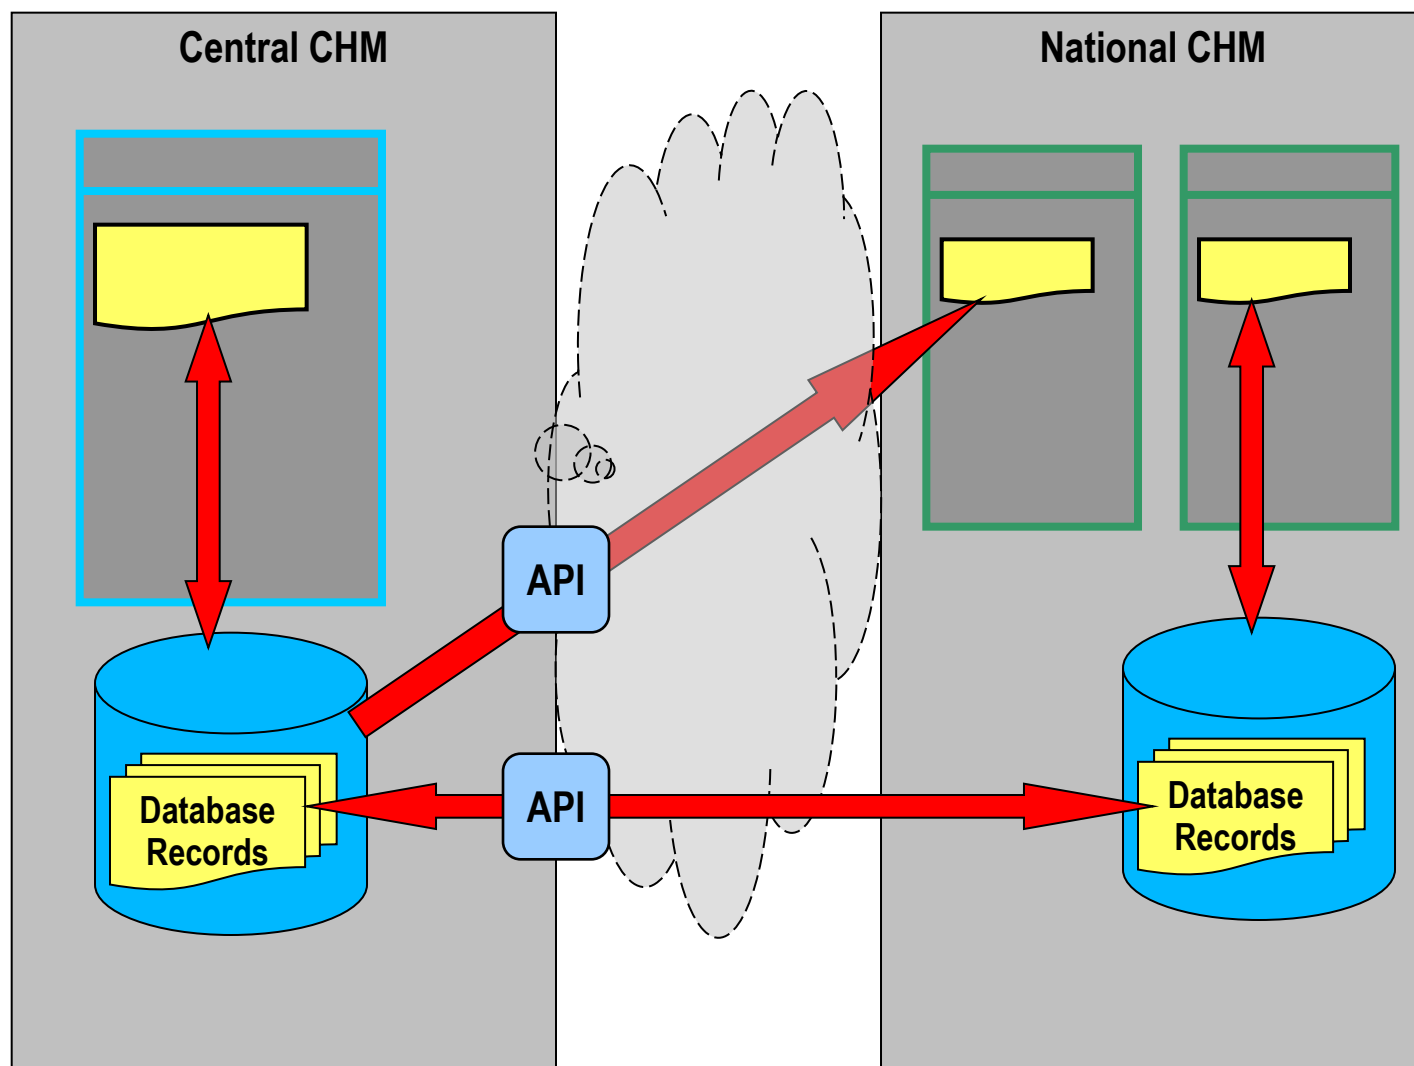 Central CHM
National CHM
API
API
Database
Records
Database
Records